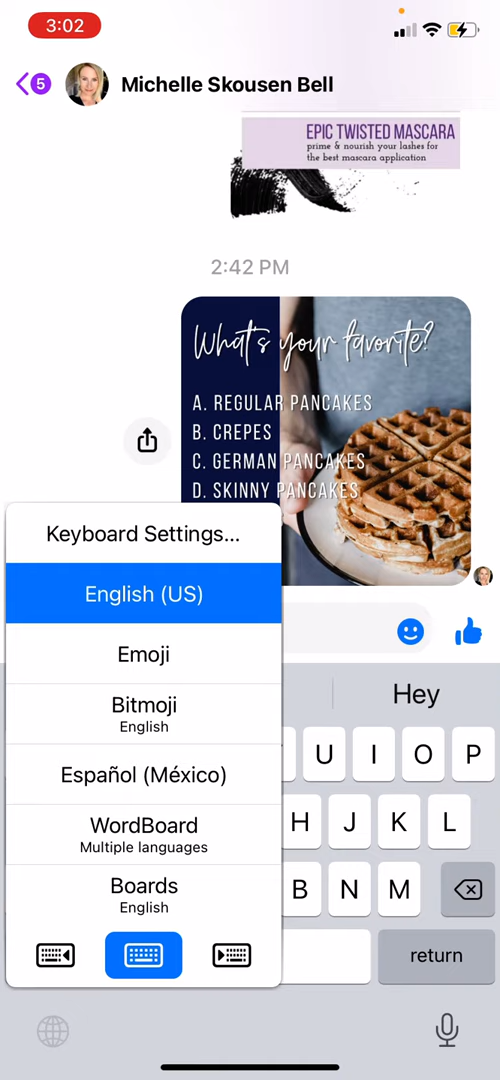 3:02
5
Michelle Skousen Bell
EPIC TWISTED MASCARA
prime & nourish your lashes for
the best mascara application
2:42 PM
What's your favorite?
A. REGULAR PANCAKES
B. CREPES
C. GERMAN PANCAKES
D. SKINNY PANCAKES
Keyboard Settings...
English (US)
Emoji
Bitmoji
English
Español (México)
WordBoard
Multiple languages
Boards
English
Hey
U I O P
H J K L
B N M
return